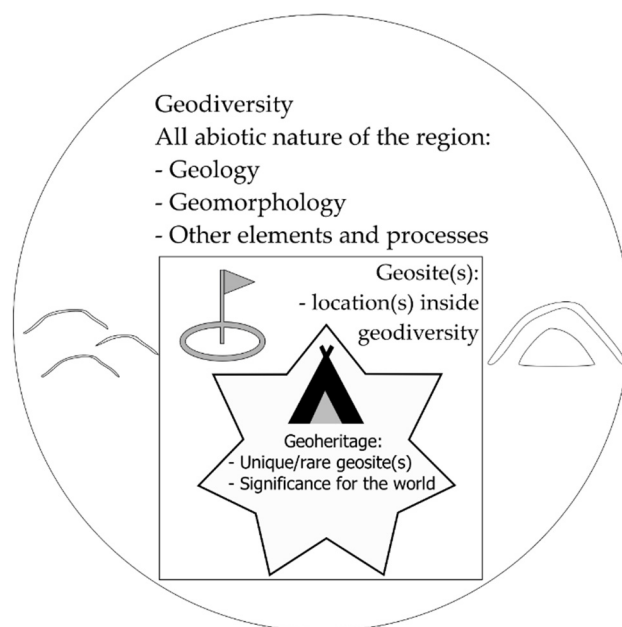 Geodiversity
All abiotic nature of the region:
- Geology
- Geomorphology
- Other elements and processes
Geosite(s):
- location(s) inside
geodiversity
Geoheritage:
- Unique/rare geosite(s)
- Significance for the world